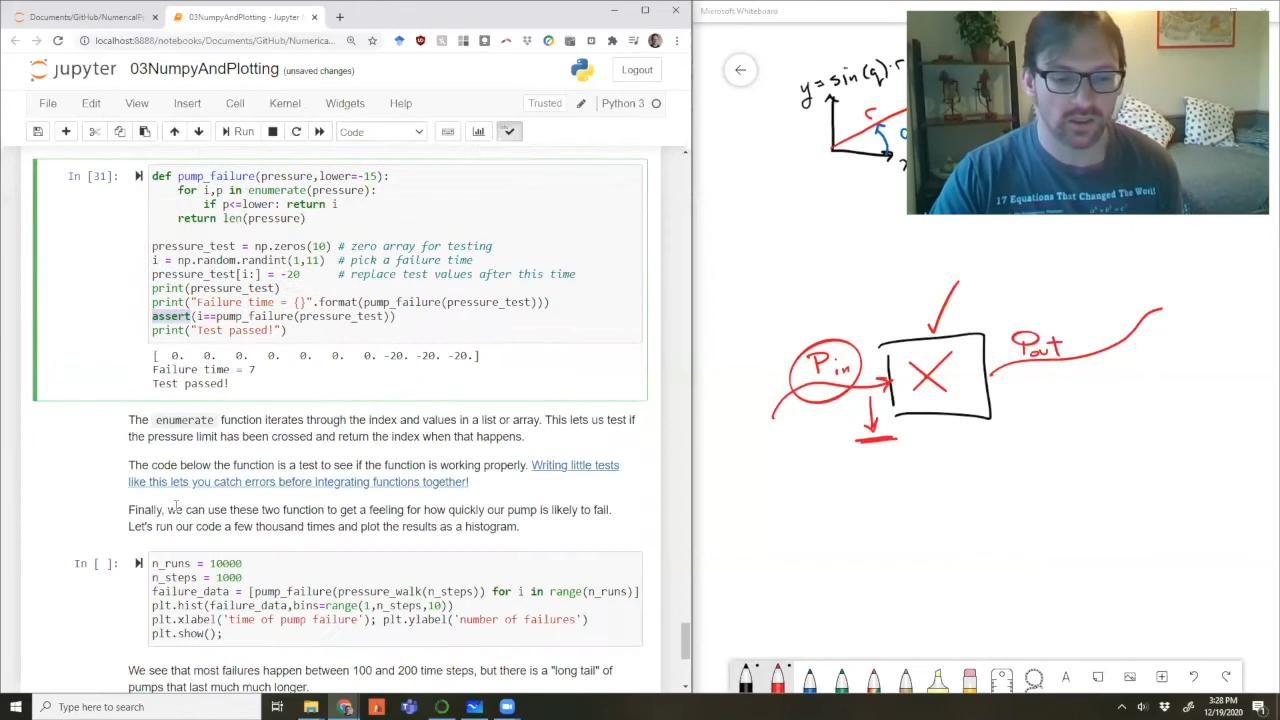 Documents/GitHub/NumericalPy
03NumpyAndPlotting - Jupyter N
Microsoft Whiteboard
localhost:8888/notebooks/Documents/GitHub/Numerica...
jupyter 03NumpyAndPlotting (unsaved changes) Logout
File Edit View Insert Cell Kernel Widgets Help Trusted Python 3
Run Code
In [31]:
def pump_failure(pressure,lower=-15):
for i,p in enumerate(pressure):
if p<=lower: return i
return len(pressure)
pressure_test = np.zeros(10) # zero array for testing
i = np.random.randint(1,11) # pick a failure time
pressure_test[i:] = -20 # replace test values after this time
print(pressure_test)
print("Failure time = {}".format(pump_failure(pressure_test)))
assert(i==pump_failure(pressure_test))
print("Test passed!")
[ 0. 0. 0. 0. 0. 0. 0. -20. -20. -20.]
Failure time = 7
Test passed!
The enumerate function iterates through the index and values in a list or array. This lets us test if
the pressure limit has been crossed and return the index when that happens.
The code below the function is a test to see if the function is working properly. Writing little tests
like this lets you catch errors before integrating functions together!
Finally, we can use these two function to get a feeling for how quickly our pump is likely to fail.
Let's run our code a few thousand times and plot the results as a histogram.
In [ ]:
n_runs = 10000
n_steps = 1000
failure_data = [pump_failure(pressure_walk(n_steps)) for i in range(n_runs)]
plt.hist(failure_data,bins=range(1,n_steps,10))
plt.xlabel('time of pump failure'); plt.ylabel('number of failures')
plt.show();
We see that most failures happen between 100 and 200 time steps, but there is a "long tail" of
pumps that last much much longer.
y = sin(q)·r
r
17 Equations That Changed The World
Pin
Pout
Type here to search
3:28 PM
12/19/2020